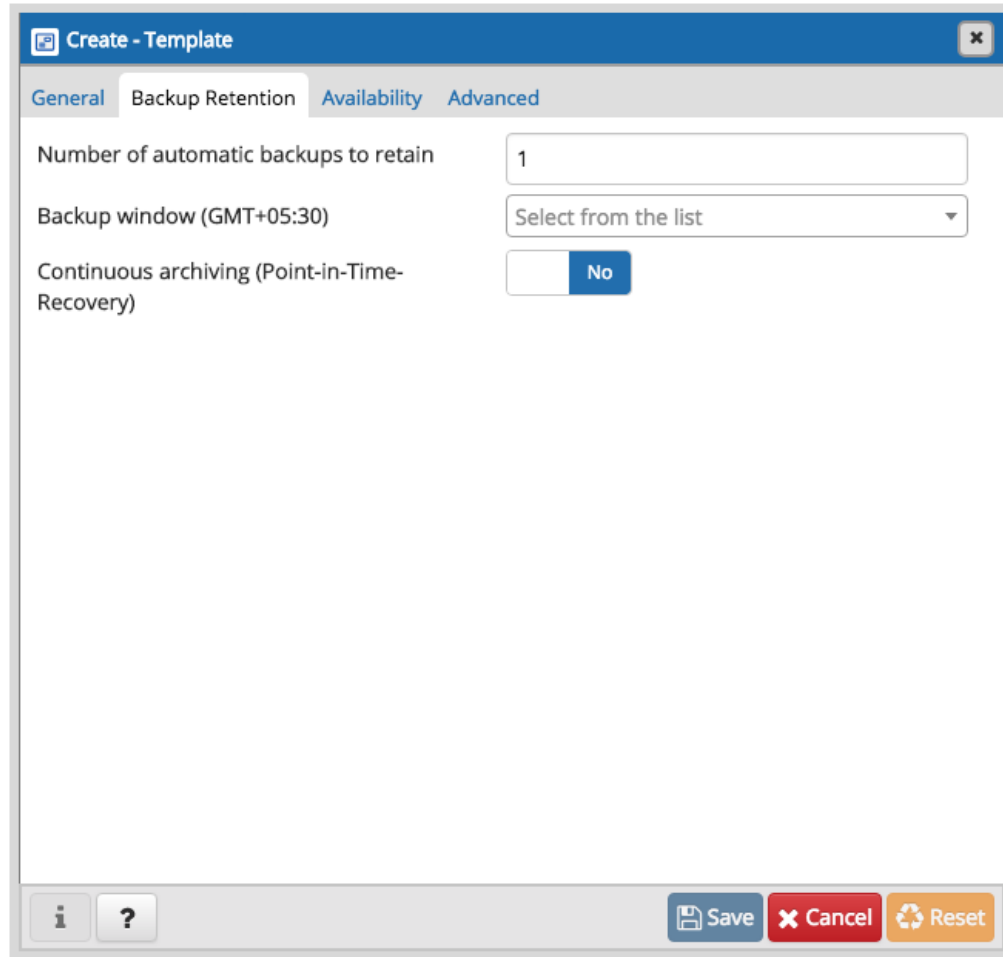 Create - Template
General Backup Retention Availability Advanced
Number of automatic backups to retain 1
Backup window (GMT+05:30) Select from the list
Continuous archiving (Point-in-Time- No
Recovery)
i ? Save Cancel Reset